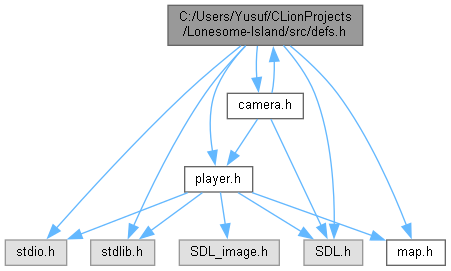 C:/Users/Yusuf/CLionProjects
/Lonesome-Island/src/defs.h
camera.h
player.h
stdio.h
stdlib.h
SDL_image.h
SDL.h
map.h